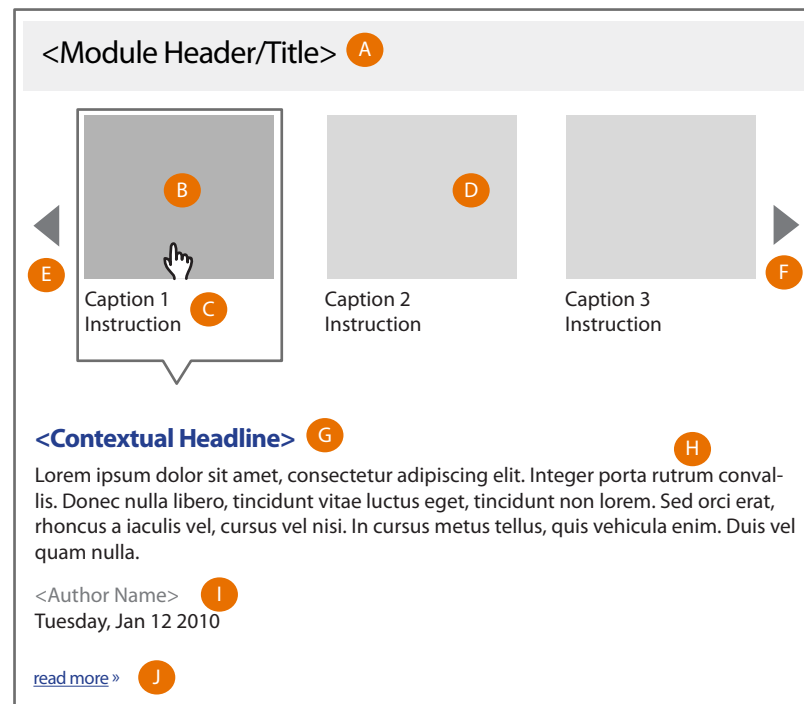 <Module Header/Title> A
B
D
E
F
Caption 1
Instruction
C
Caption 2
Instruction
Caption 3
Instruction
<Contextual Headline> G
H
Lorem ipsum dolor sit amet, consectetur adipiscing elit. Integer porta rutrum conval-
lis. Donec nulla libero, tincidunt vitae luctus eget, tincidunt non lorem. Sed orci erat,
rhoncus a iaculis vel, cursus vel nisi. In cursus metus tellus, quis vehicula enim. Duis vel
quam nulla.
<Author Name> I
Tuesday, Jan 12 2010
read more » J